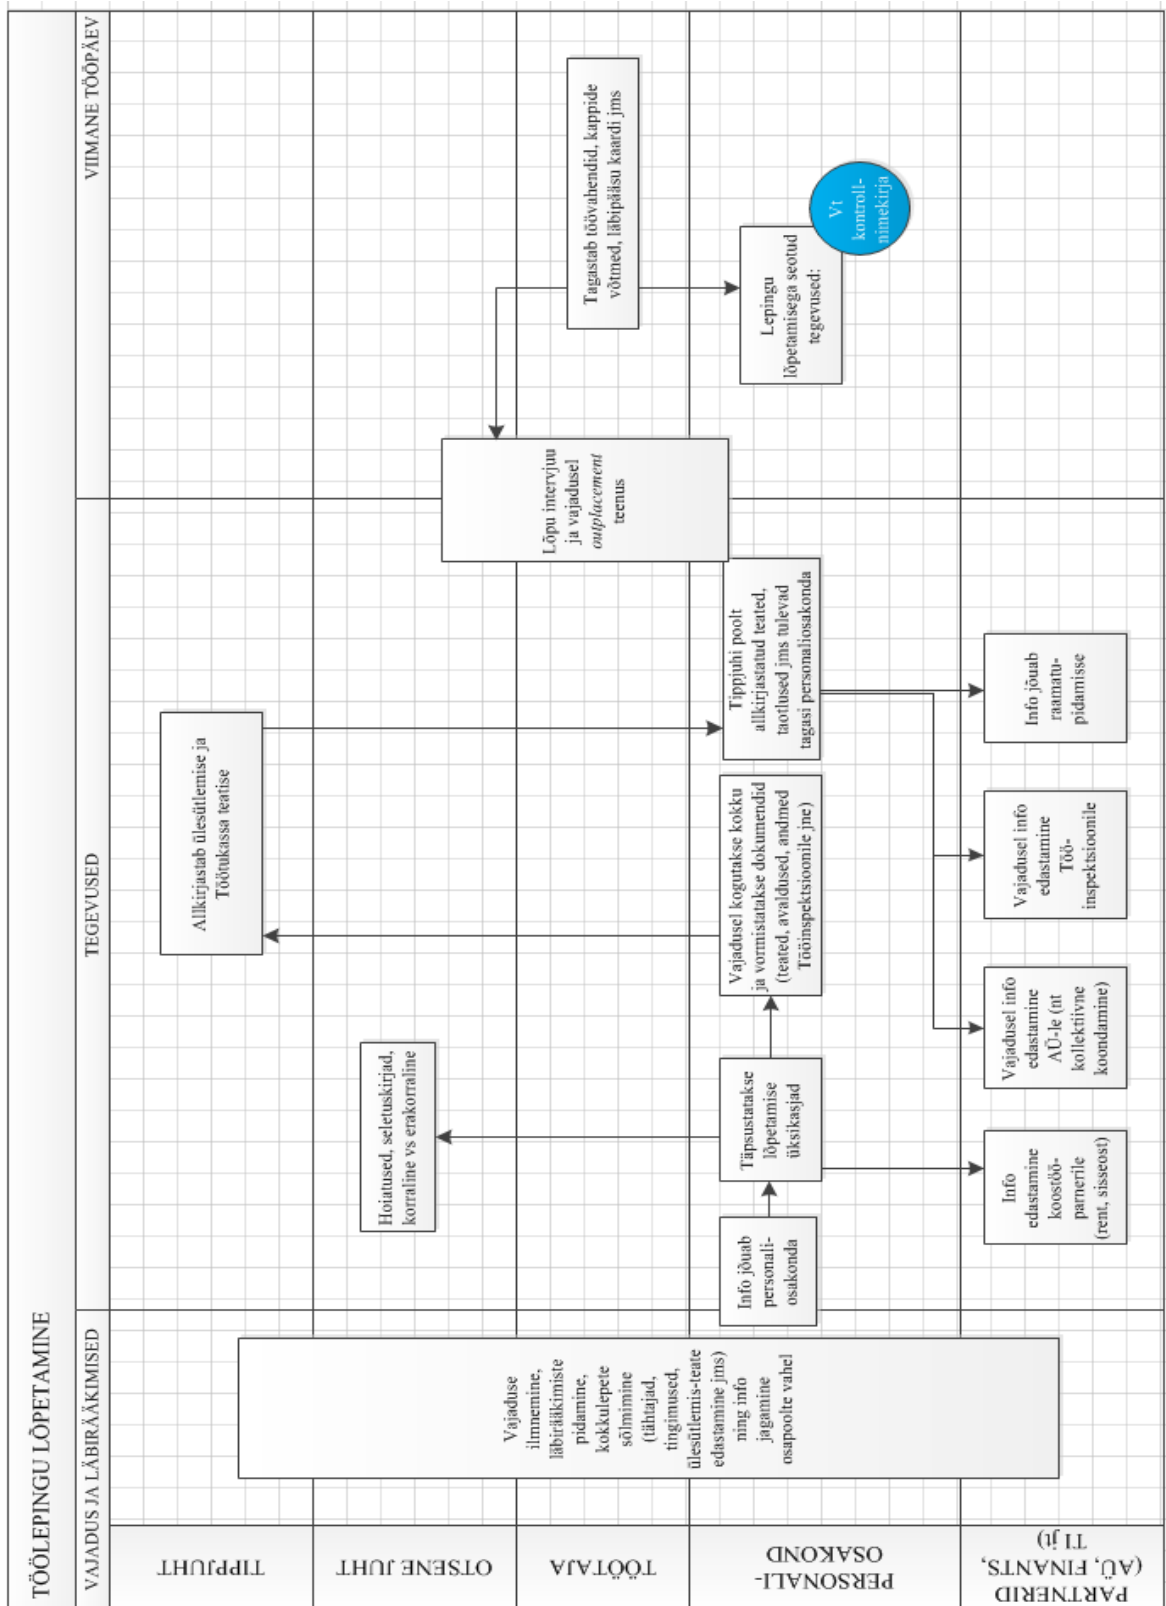 TÖÖLEPINGU LÕPETAMINE
VAJADUS JA LÄBIRÄÄKIMISED
TEGEVUSED
VIIMANE TÖÖPÄEV
TIPPJUHT
Allkirjastab ülesütlemise ja
Töötukassa teatise
OTSENE JUHT
Hoiatused, seletuskirjad,
korraline vs erakorraline
TÖÖTAJA
Vajaduse
ilmnemine,
läbirääkimiste
pidamine,
kokkulepete
sõlmimine
(tähtajad,
tingimused,
ülesütlemis-teate
edastamine jms)
ning info
jagamine
osapoolte vahel
Lõpu intervjuu
ja vajadusel
outplacement
teenus
Tagastab töövahendid, kappide
võtmed, läbipääsu kaardi jms
PERSONALI-
OSAKOND
Info jõuab
personali-
osakonda
Täpsustatakse
lõpetamise
üksikasjad
Vajadusel kogutakse kokku
ja vormistatakse dokumendid
(teated, avaldused, andmed
Tööinspektsioonile jne)
Tippjuhi poolt
allkirjastatud teated,
taotlused jms tulevad
tagasi personaliosakonda
Lepingu
lõpetamisega seotud
tegevused:
Vt
kontroll-
nimekirja
PARTNERID
(AÜ, FINANTS,
TI jt)
Info
edastamine
koostöö-
parnerile
(rent, sisseost)
Vajadusel info
edastamine
AÜ-le (nt
kollektiivne
koondamine)
Vajadusel info
edastamine
Töö-
inspektsioonile
Info jõuab
raamatu-
pidamisse